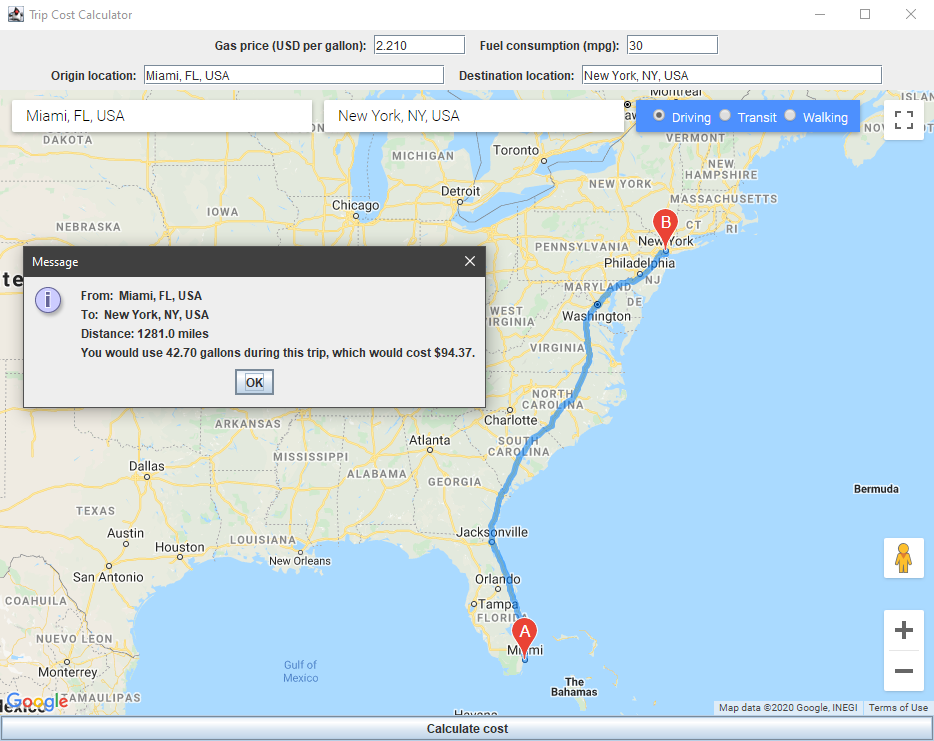 Trip Cost Calculator
Gas price (USD per gallon): 2.210 Fuel consumption (mpg): 30
Origin location: Miami, FL, USA Destination location: New York, NY, USA
Miami, FL, USA New York, NY, USA Driving Transit Walking
Montreal
ISLAN
DAKOTA
VERMONT
Toronto
MICHIGAN
NEW
HAMPSHIRE
Detroit
NEW YORK
MASSACHUSETTS
Chicago
IOWA
NEBRASKA
CT
RI
B
New York
PENNSYLVANIA
Philadelphia
MARYLAND
NJ
DE
WEST
VIRGINIA
Washington
VIRGINIA
Message
From: Miami, FL, USA
To: New York, NY, USA
Distance: 1281.0 miles
You would use 42.70 gallons during this trip, which would cost $94.37.
OK
NORTH
CAROLINA
Charlotte
ARKANSAS
Atlanta
SOUTH
CAROLINA
MISSISSIPPI
Dallas
ALABAMA
GEORGIA
Bermuda
TEXAS
Jacksonville
Austin
LOUISIANA
Houston
New Orleans
San Antonio
Orlando
COAHUILA
Tampa
FLORIDA
A
Miami
NUEVO LEON
Gulf of
Mexico
Monterrey
The
Bahamas
TAMAULIPAS
Google
Mexico
Havana
Map data ©2020 Google, INEGI Terms of Use
Calculate cost